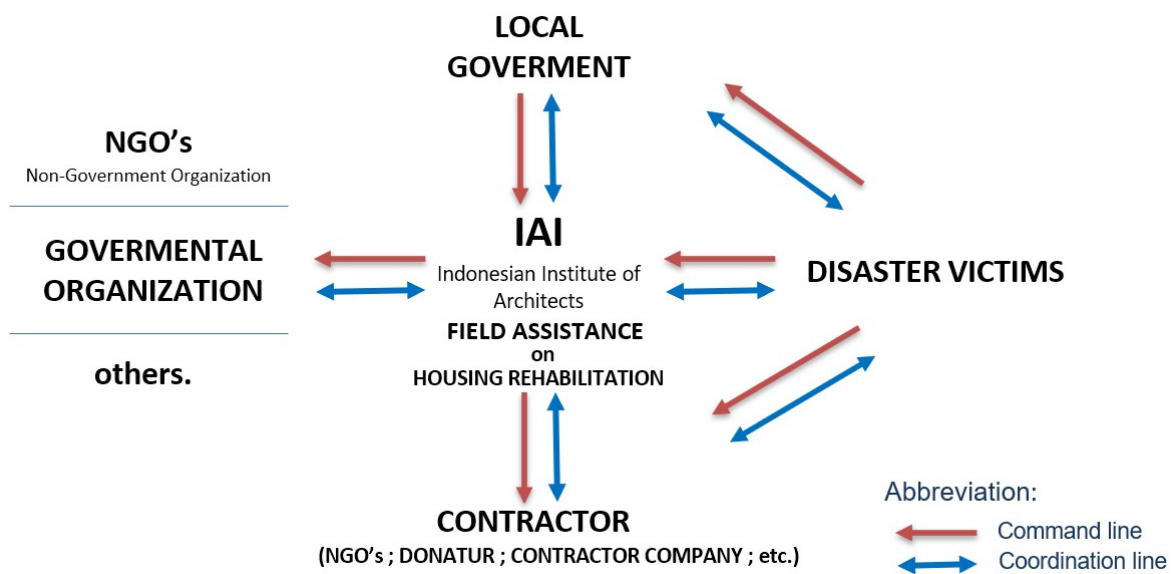 LOCAL
GOVERMENT
NGO’s
Non-Government Organization
GOVERMENTAL
ORGANIZATION
others.
IAI
Indonesian Institute of
Architects
FIELD ASSISTANCE
on
HOUSING REHABILITATION
DISASTER VICTIMS
CONTRACTOR
(NGO’s ; DONATUR ; CONTRACTOR COMPANY ; etc.)
Abbreviation:
Command line
Coordination line